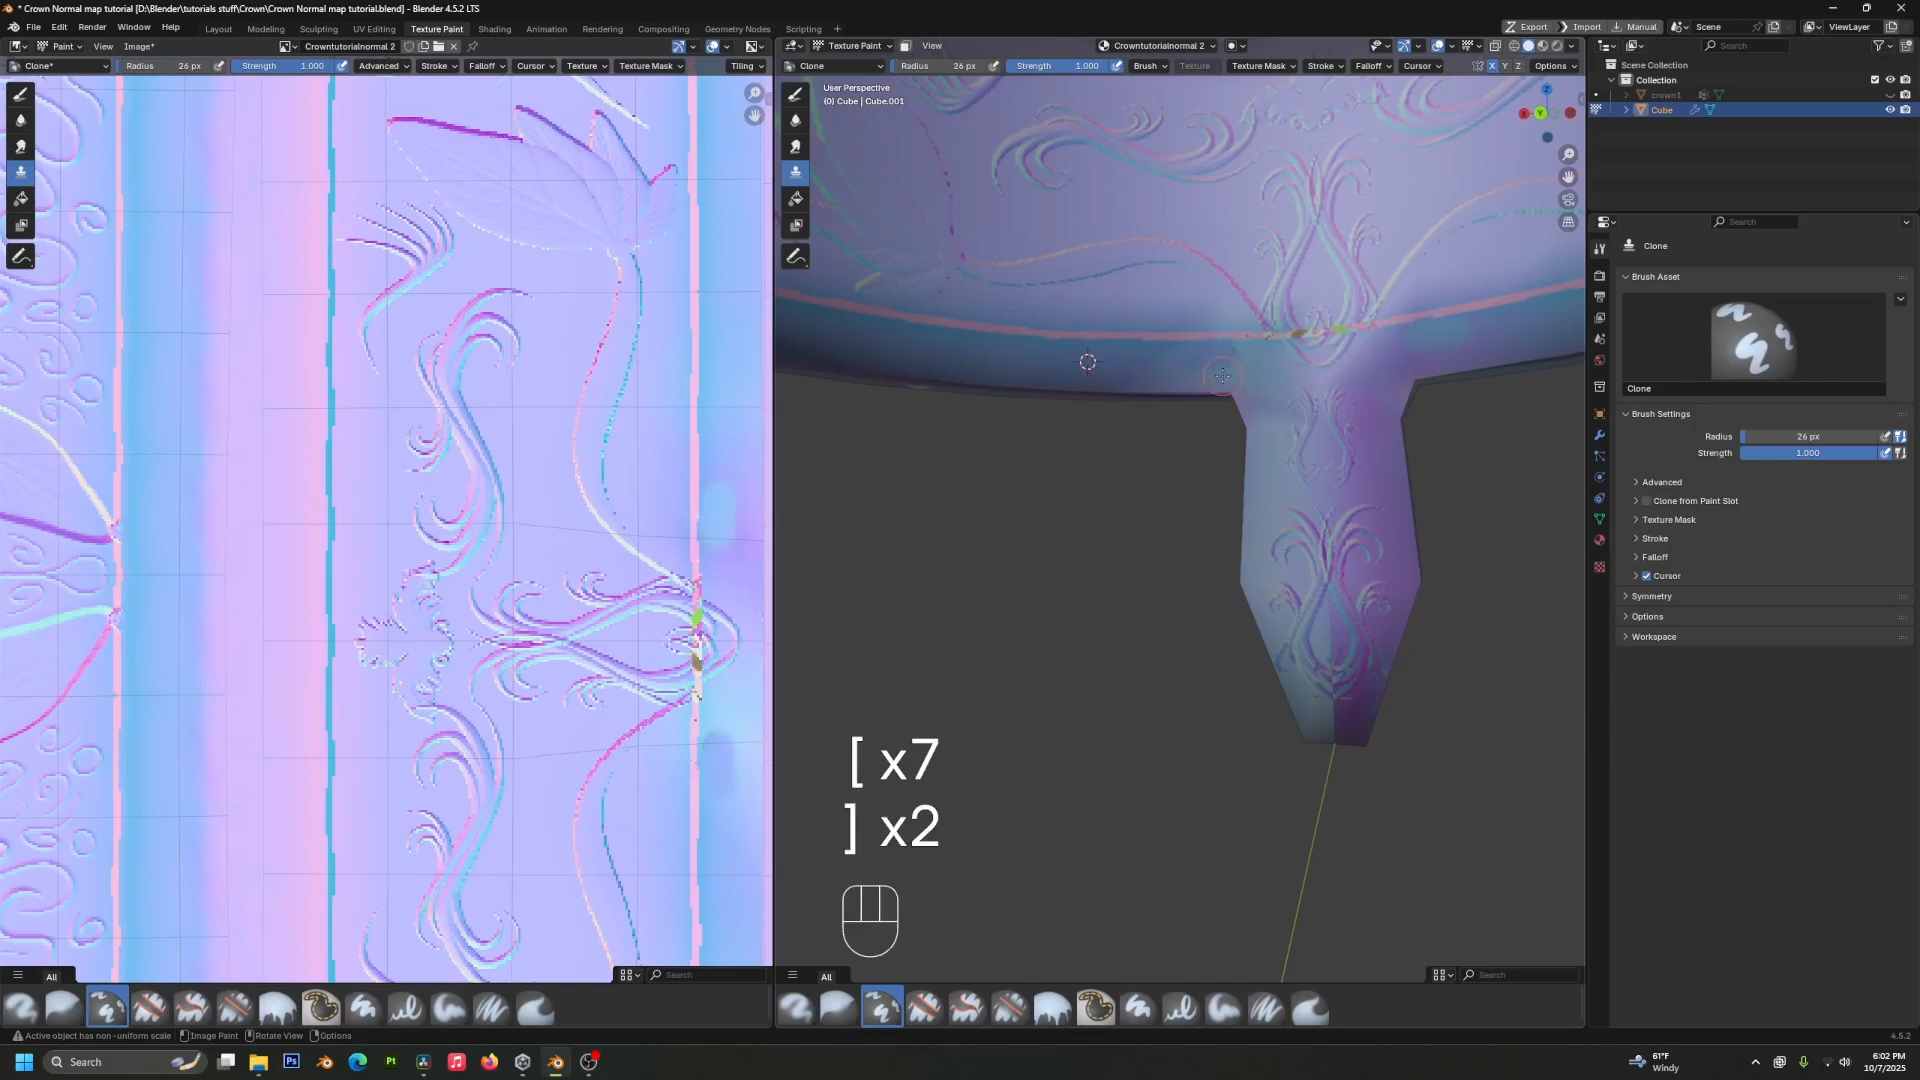 * Crown Normal map tutorial [D:\Blender\tutorials stuff\Crown\Crown Normal map tutorial.blend] - Blender 4.5.2 LTS
File Edit Render Window Help Layout Modeling Sculpting UV Editing Texture Paint Shading Animation Rendering Compositing Geometry Nodes Scripting + Export Import Manual Scene ViewLayer
Paint View Image* Crowntutorialnormal 2 Texture Paint View Crowntutorialnormal 2 Search
Clone* Radius 26 px Strength 1.000 Advanced Stroke Falloff Cursor Texture Texture Mask Tiling Clone Radius 26 px Strength 1.000 Brush Texture Texture Mask Stroke Falloff Cursor X Y Z Options
Scene Collection
Collection
crown1
Cube
User Perspective
(0) Cube | Cube.001
Z
X Y
Search
Clone
Brush Asset
Clone
Brush Settings
Radius 26 px
Strength 1.000
Advanced
Clone from Paint Slot
Texture Mask
Stroke
Falloff
Cursor
Symmetry
Options
Workspace
[ x7
] x2
All Search All Search
Active object has non-uniform scale Image Paint Rotate View Options 4.5.2
Search Ps Pt 61°F Windy 6:02 PM 10/7/2025